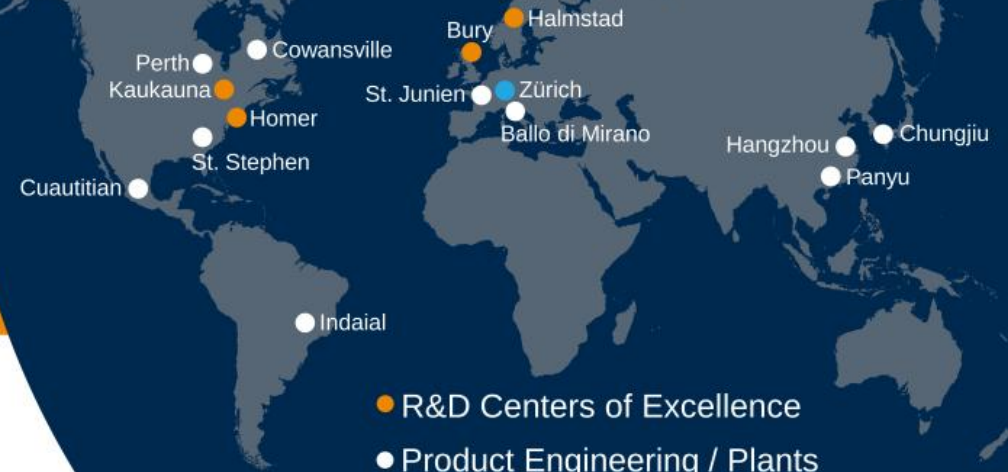 Halmstad
Bury
Cowansville
Perth
Kaukauna
St. Junien
Zürich
Homer
Ballo di Mirano
Chungjiu
Hangzhou
St. Stephen
Panyu
Cuautitian
Indaial
R&D Centers of Excellence
Product Engineering / Plants